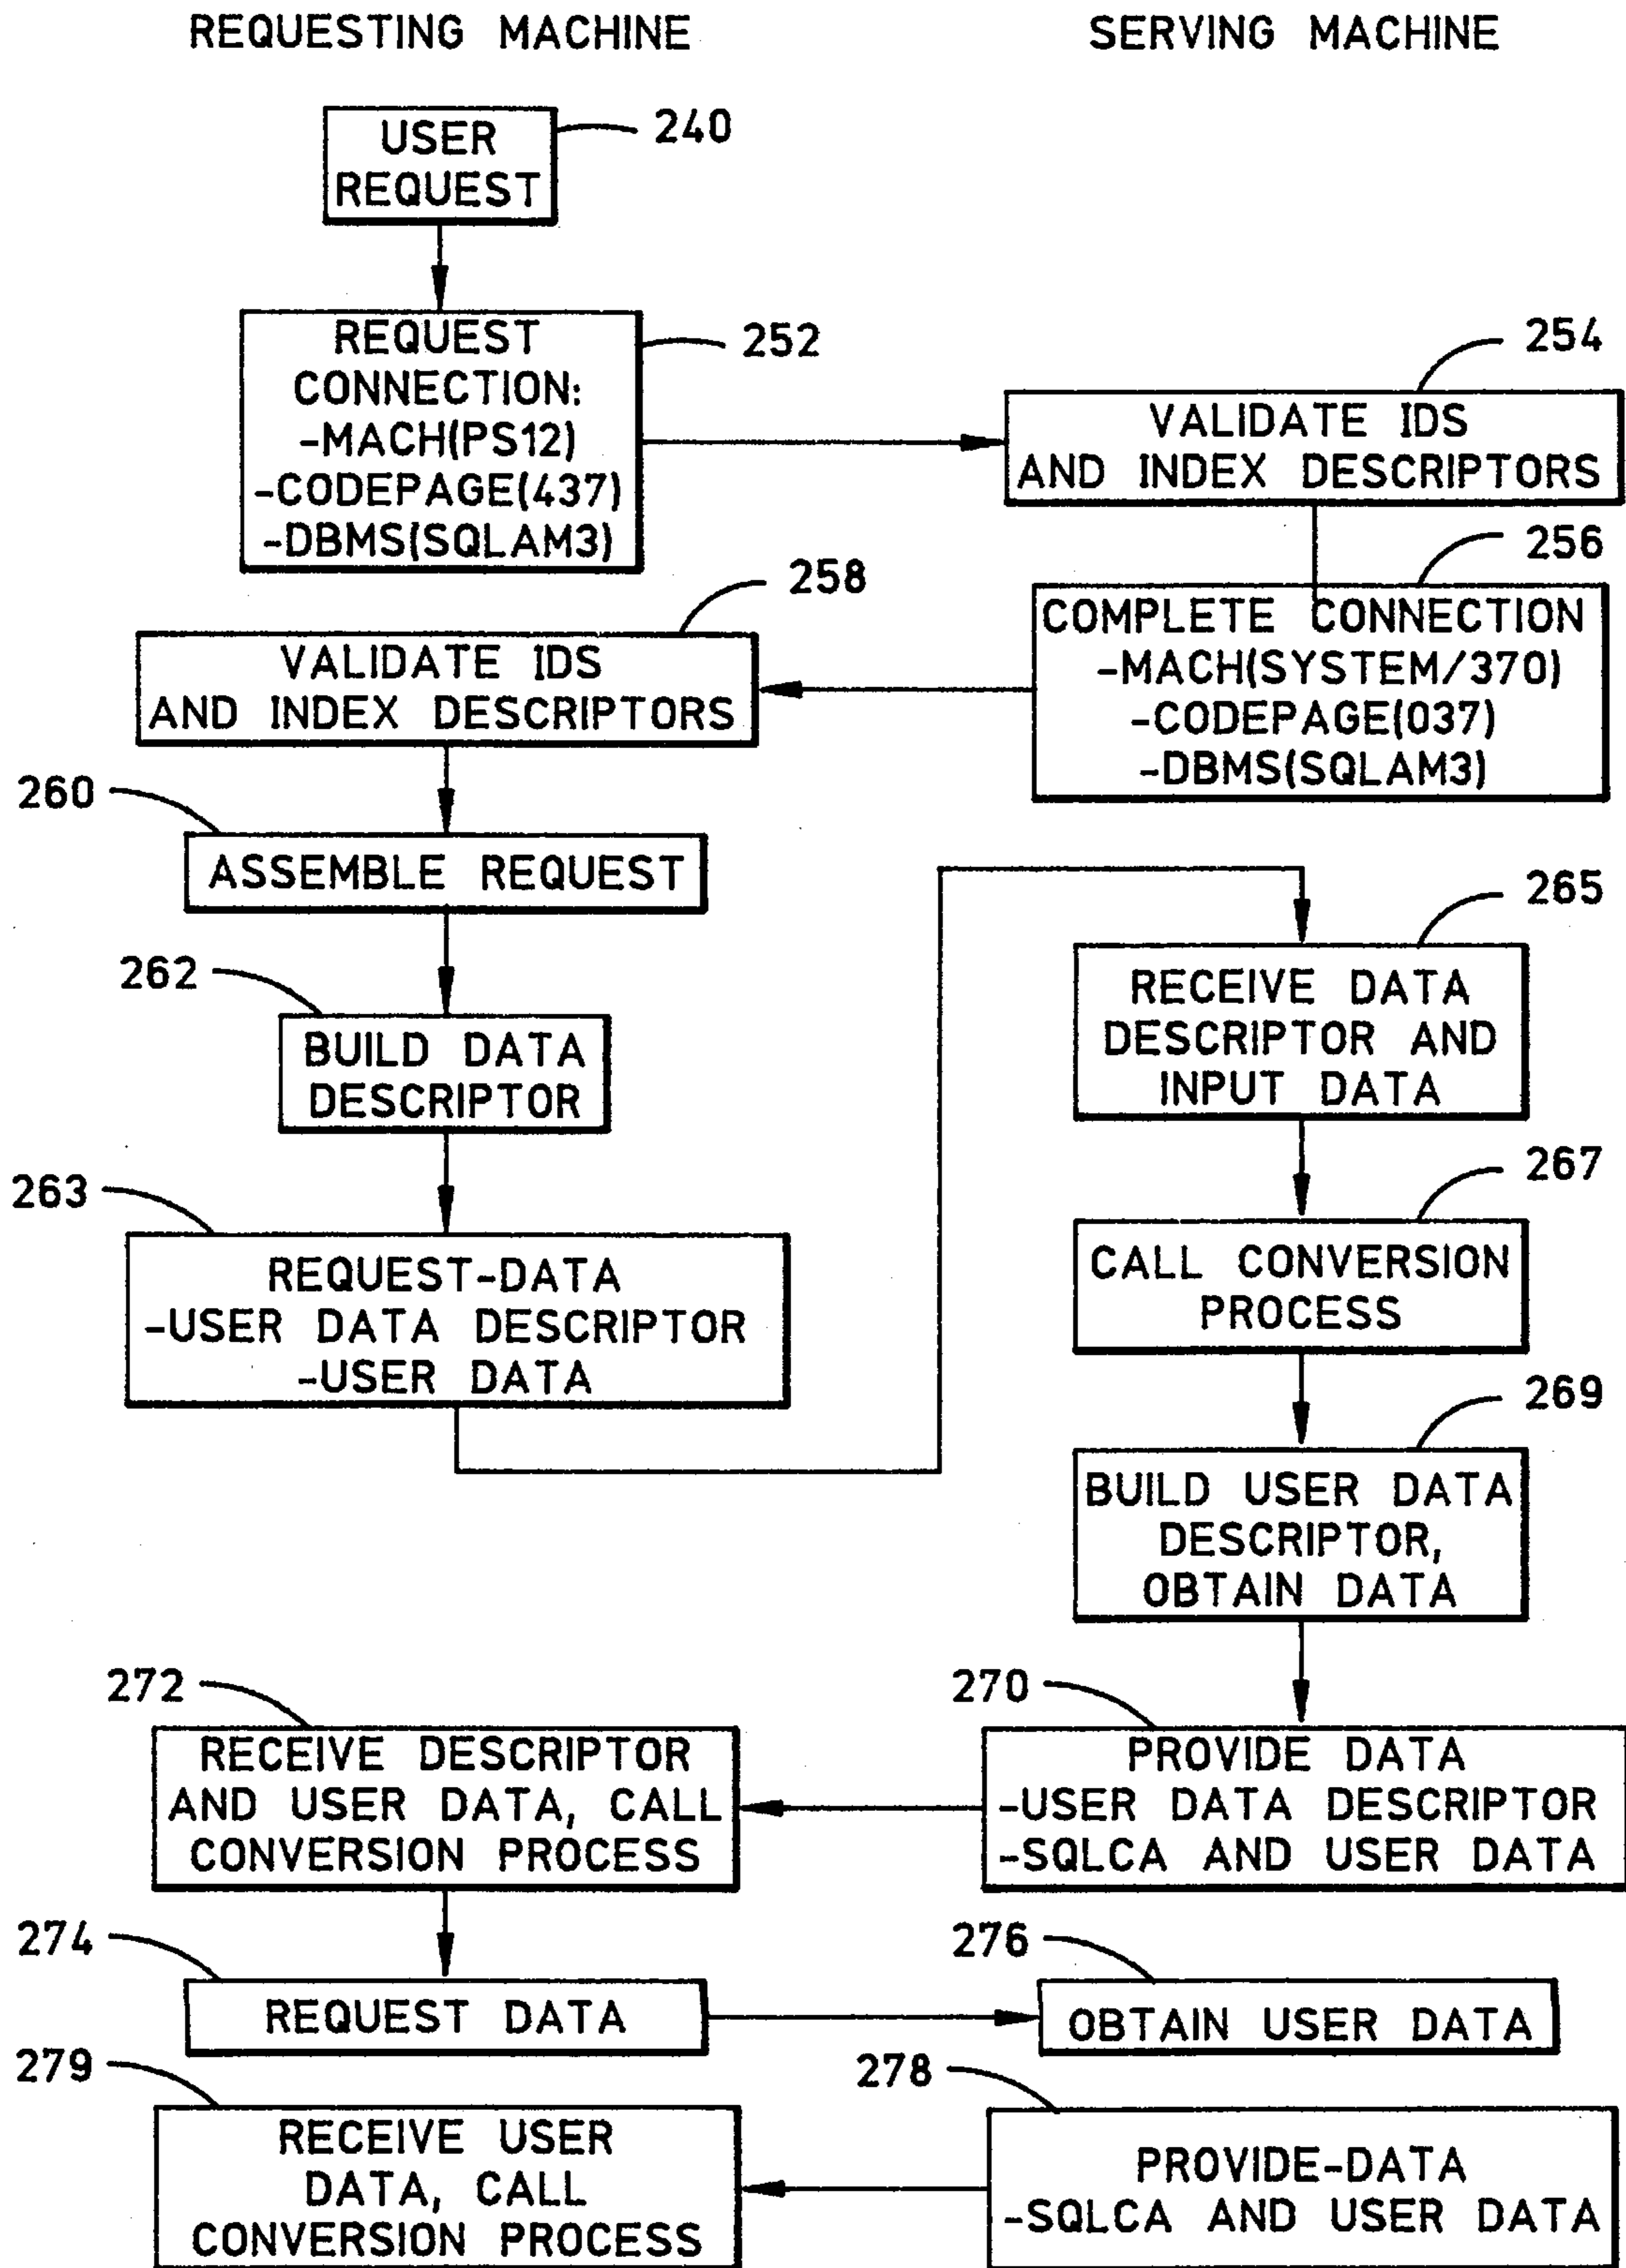 REQUESTING MACHINE
SERVING MACHINE
240
USER
REQUEST
252
REQUEST
CONNECTION:
-MACH(PS12)
-CODEPAGE(437)
-DBMS(SQLAM3)
254
VALIDATE IDS
AND INDEX DESCRIPTORS
256
COMPLETE CONNECTION
-MACH(SYSTEM/370)
-CODEPAGE(037)
-DBMS(SQLAM3)
258
VALIDATE IDS
AND INDEX DESCRIPTORS
260
ASSEMBLE REQUEST
262
BUILD DATA
DESCRIPTOR
263
REQUEST-DATA
-USER DATA DESCRIPTOR
-USER DATA
265
RECEIVE DATA
DESCRIPTOR AND
INPUT DATA
267
CALL CONVERSION
PROCESS
269
BUILD USER DATA
DESCRIPTOR,
OBTAIN DATA
270
PROVIDE DATA
-USER DATA DESCRIPTOR
-SQLCA AND USER DATA
272
RECEIVE DESCRIPTOR
AND USER DATA, CALL
CONVERSION PROCESS
274
REQUEST DATA
276
OBTAIN USER DATA
278
PROVIDE-DATA
-SQLCA AND USER DATA
279
RECEIVE USER
DATA, CALL
CONVERSION PROCESS